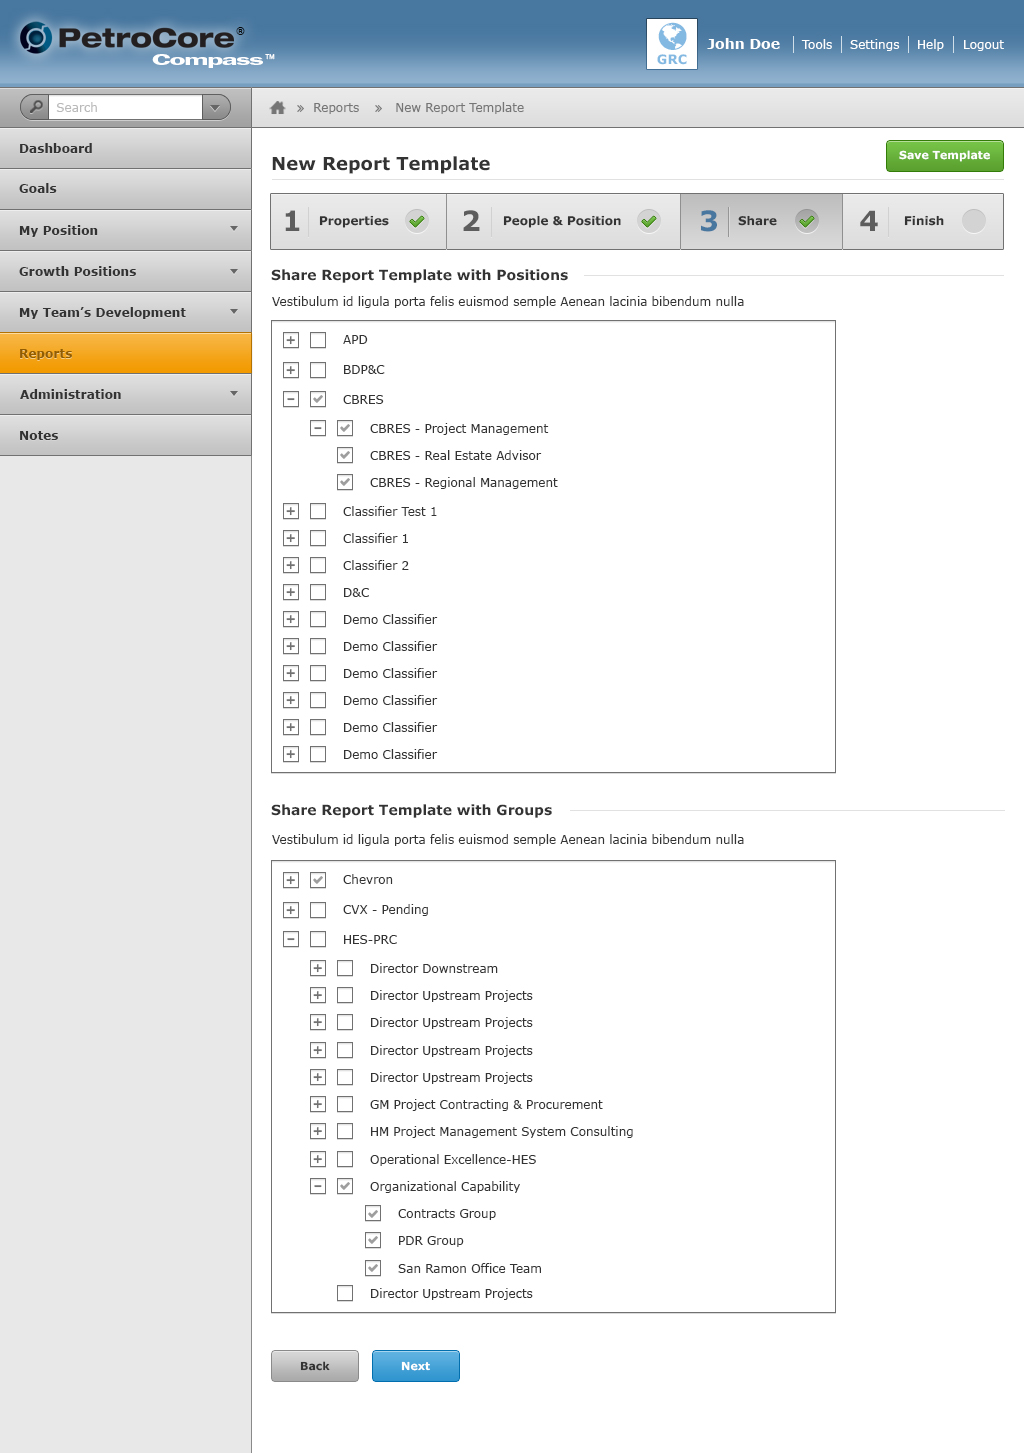 PetroCore®
Compass™
GRC
John Doe
Tools
Settings
Help
Logout
Search
Reports » New Report Template
Dashboard
Goals
My Position
Growth Positions
My Team's Development
Reports
Administration
Notes
New Report Template
Save Template
1 Properties
2 People & Position
3 Share
4 Finish
Share Report Template with Positions
Vestibulum id ligula porta felis euismod semple Aenean lacinia bibendum nulla
APD
BDP&C
CBRES
CBRES - Project Management
CBRES - Real Estate Advisor
CBRES - Regional Management
Classifier Test 1
Classifier 1
Classifier 2
D&C
Demo Classifier
Demo Classifier
Demo Classifier
Demo Classifier
Demo Classifier
Demo Classifier
Share Report Template with Groups
Vestibulum id ligula porta felis euismod semple Aenean lacinia bibendum nulla
Chevron
CVX - Pending
HES-PRC
Director Downstream
Director Upstream Projects
Director Upstream Projects
Director Upstream Projects
Director Upstream Projects
GM Project Contracting & Procurement
HM Project Management System Consulting
Operational Excellence-HES
Organizational Capability
Contracts Group
PDR Group
San Ramon Office Team
Director Upstream Projects
Back
Next